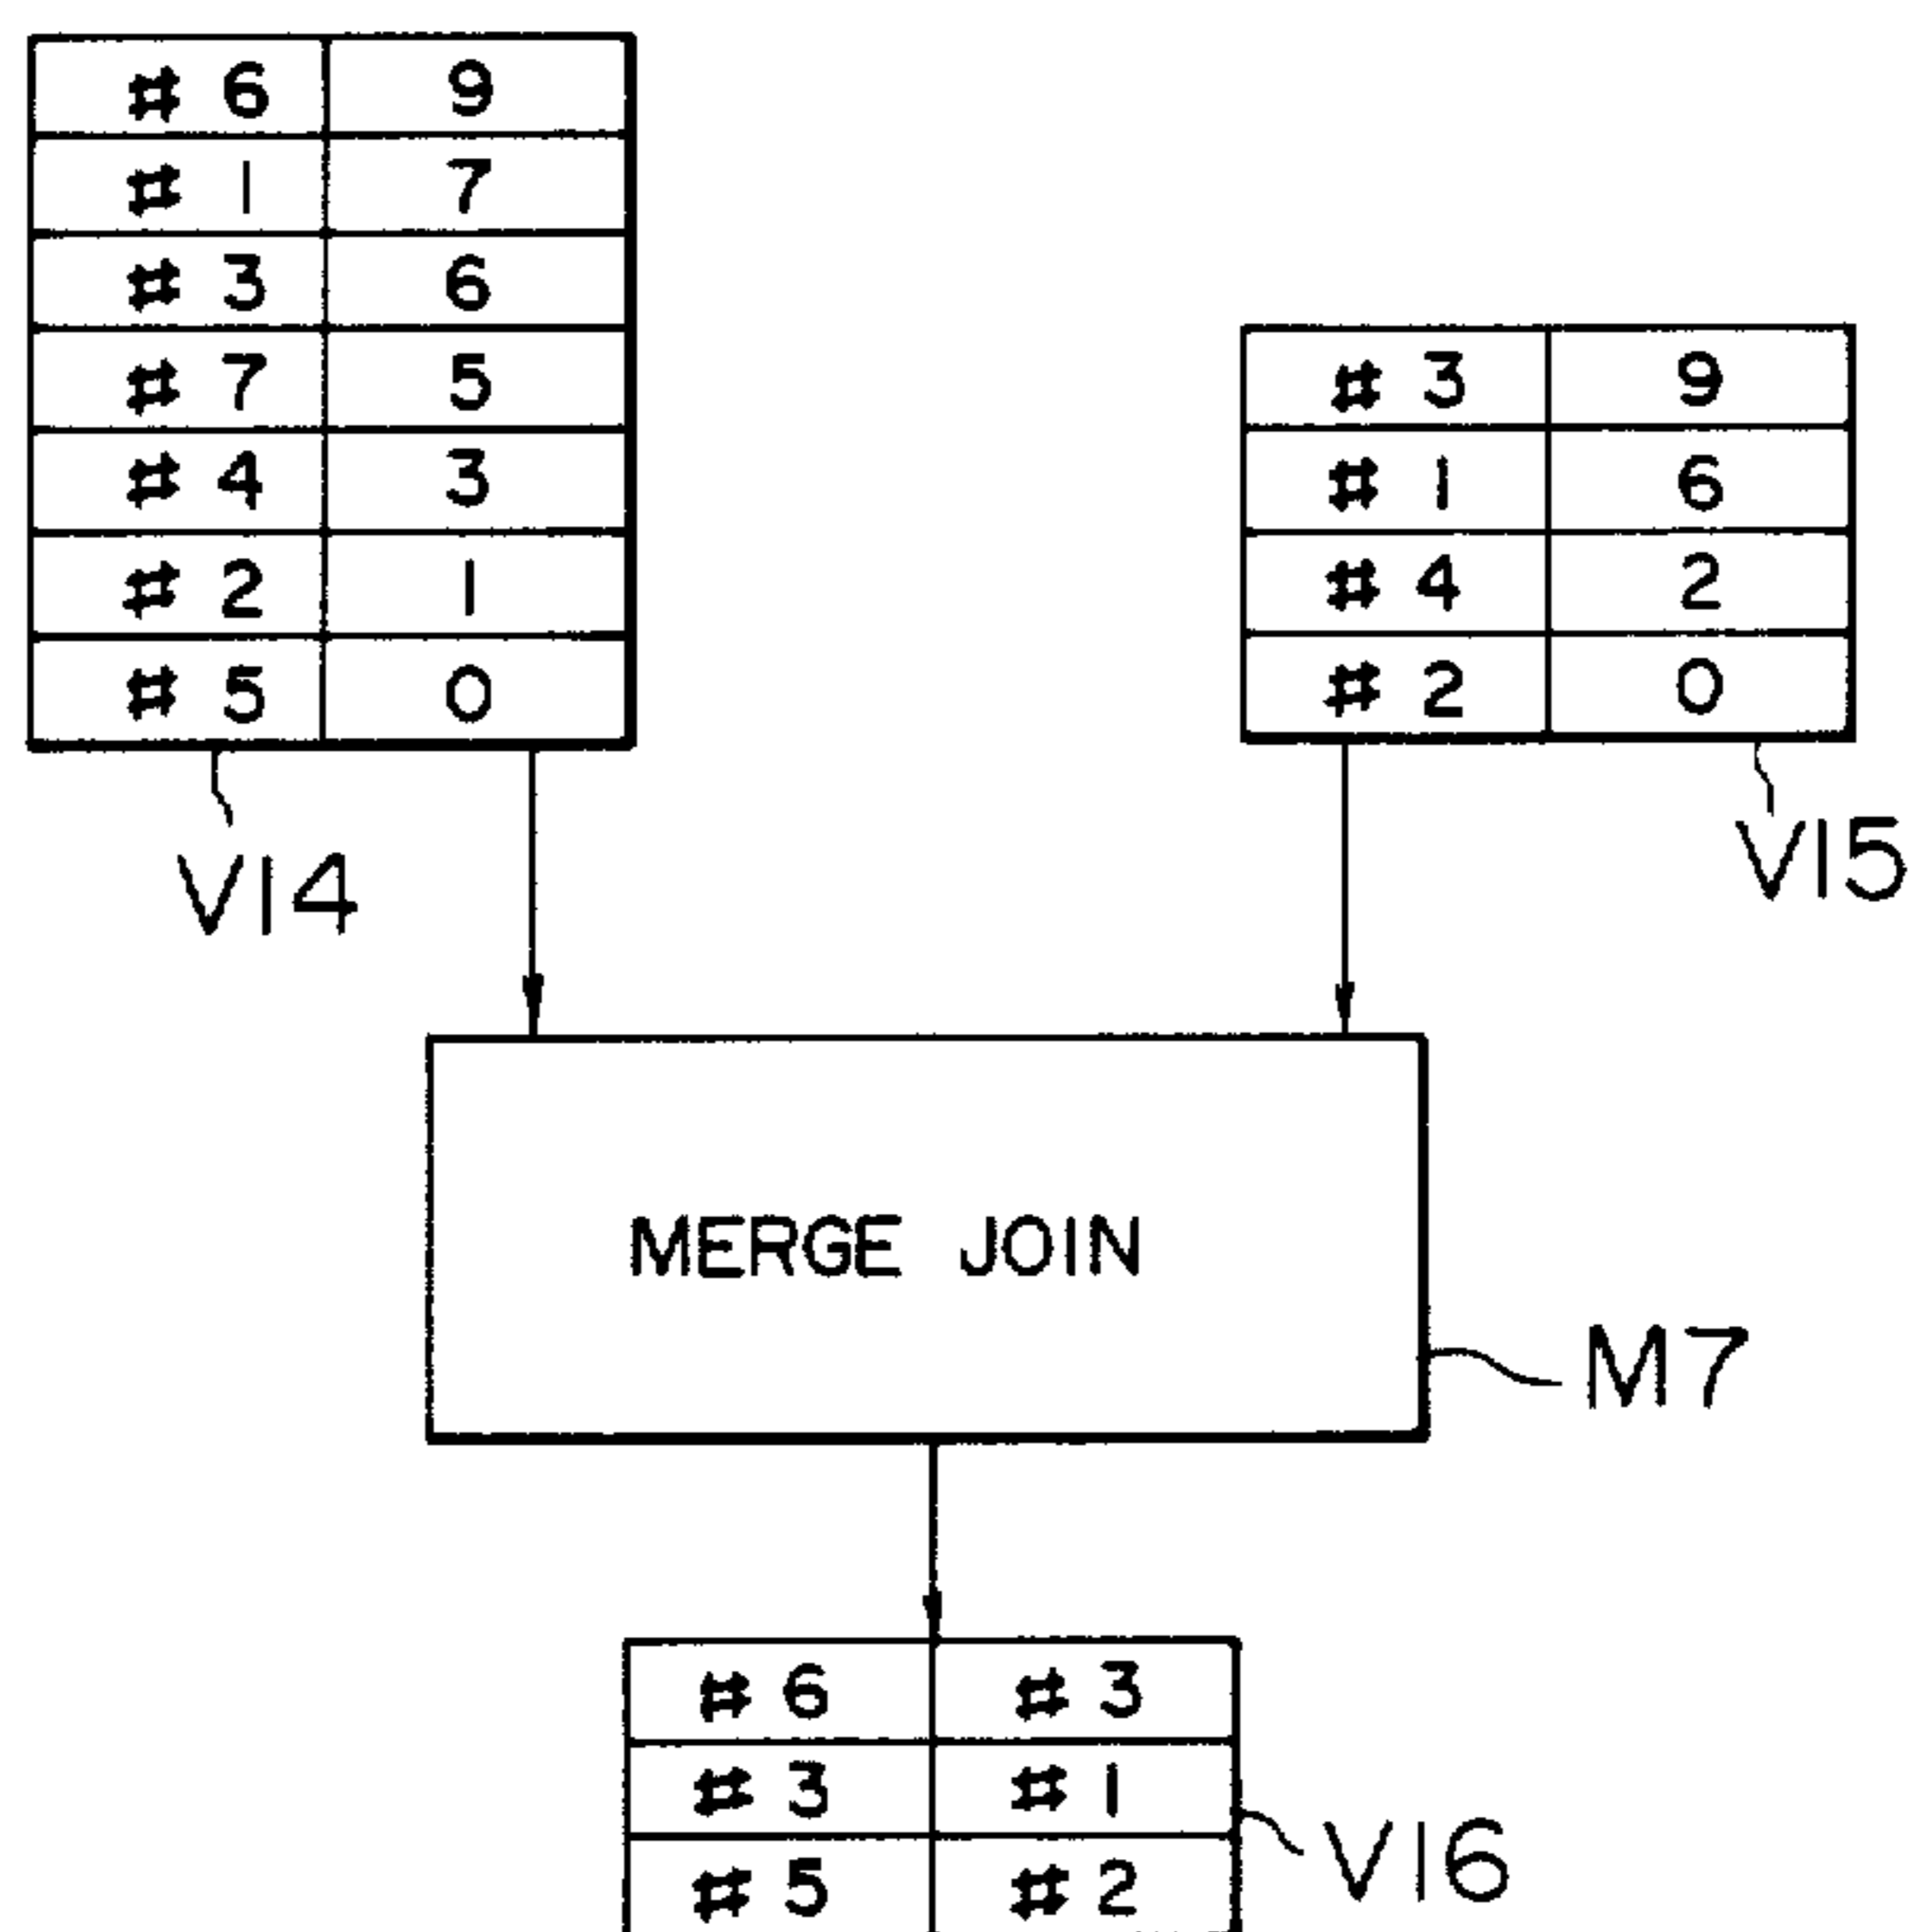 # 6 9
# 1 7
# 3 6
# 7 5
# 4 3
# 2 1
# 5 0
V14
# 3 9
# 1 6
# 4 2
# 2 0
V15
MERGE JOIN
M7
# 6 # 3
# 3 # 1
# 5 # 2
V16